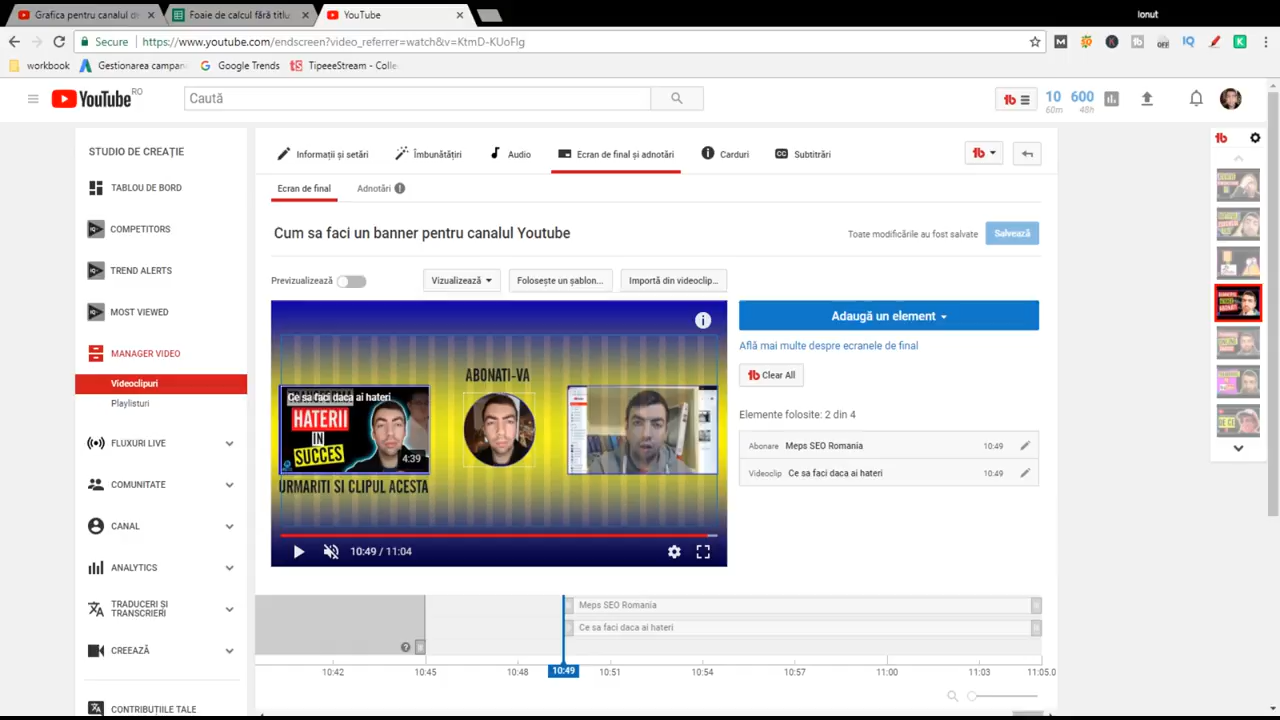 Grafica pentru canalul d
Foaie de calcul fără titlu
YouTube
Ionut
Secure
https://www.youtube.com/endscreen?video_referrer=watch&v=KtmD-KUoFIg
workbook
Gestionarea campan
Google Trends
TipeeeStream - Colle
YouTube RO
Caută
10 600
60m 48h
STUDIO DE CREAȚIE
TABLOU DE BORD
COMPETITORS
TREND ALERTS
MOST VIEWED
MANAGER VIDEO
Videoclipuri
Playlisturi
FLUXURI LIVE
COMUNITATE
CANAL
ANALYTICS
TRADUCERI ȘI
TRANSCRIERI
CREEAZĂ
CONTRIBUȚIILE TALE
Informații și setări
Îmbunătățiri
Audio
Ecran de final și adnotări
Carduri
Subtitrări
Ecran de final
Adnotări
Cum sa faci un banner pentru canalul Youtube
Toate modificările au fost salvate
Salvează
Previzualizează
Vizualizează
Folosește un șablon...
Importă din videoclip...
ABONATI-VA
Ce sa faci daca ai hateri
HATERII
IN
SUCCES
4:39
URMARITI SI CLIPUL ACESTA
10:49 / 11:04
Adaugă un element
Află mai multe despre ecranele de final
Clear All
Elemente folosite: 2 din 4
Abonare Meps SEO Romania 10:49
Videoclip Ce sa faci daca ai hateri 10:49
Meps SEO Romania
Ce sa faci daca ai hateri
10:42 10:45 10:48 10:49 10:51 10:54 10:57 11:00 11:03 11:05.0